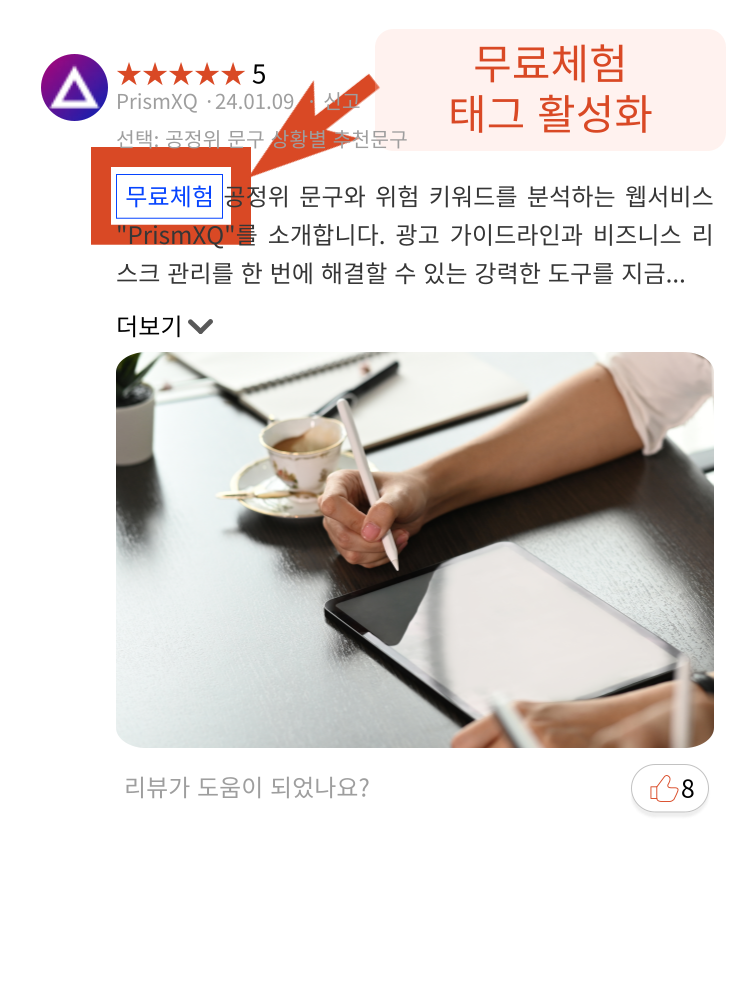 무료체험
태그 활성화
★★★★★ 5
PrismXQ ·24.01.09 · 신고
선택: 공정위 문구 상황별 추천문구
무료체험 공정위 문구와 위험 키워드를 분석하는 웹서비스
"PrismXQ"를 소개합니다. 광고 가이드라인과 비즈니스 리
스크 관리를 한 번에 해결할 수 있는 강력한 도구를 지금...
더보기
리뷰가 도움이 되었나요?
8